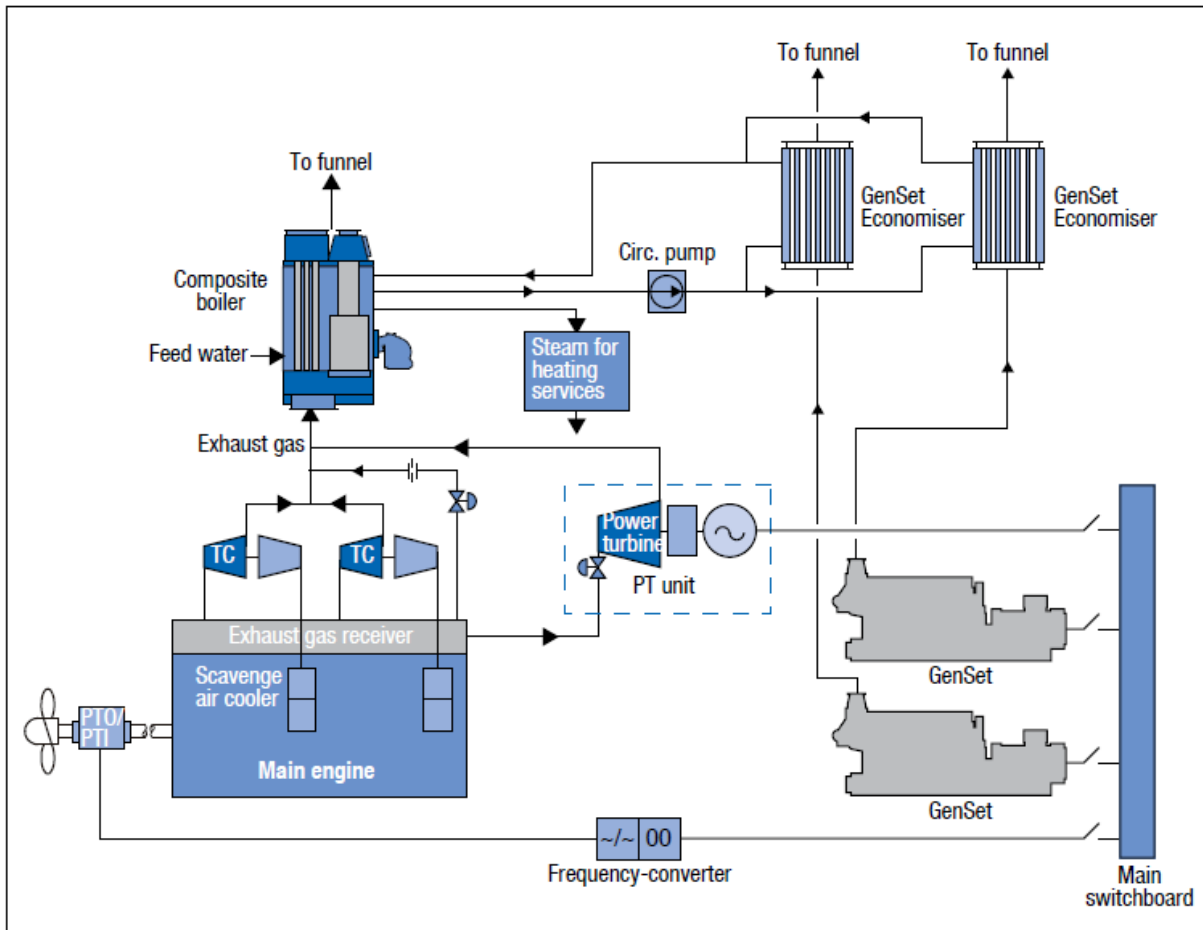 To funnel
To funnel
To funnel
GenSet
Economiser
GenSet
Economiser
Circ. pump
Composite
boiler
Feed water
Steam for
heating
services
Exhaust gas
TC
TC
Power
turbine
PT unit
Exhaust gas receiver
Scavenge
air cooler
GenSet
PTO/
PTI
Main engine
GenSet
~/~ 00
Frequency-converter
Main
switchboard